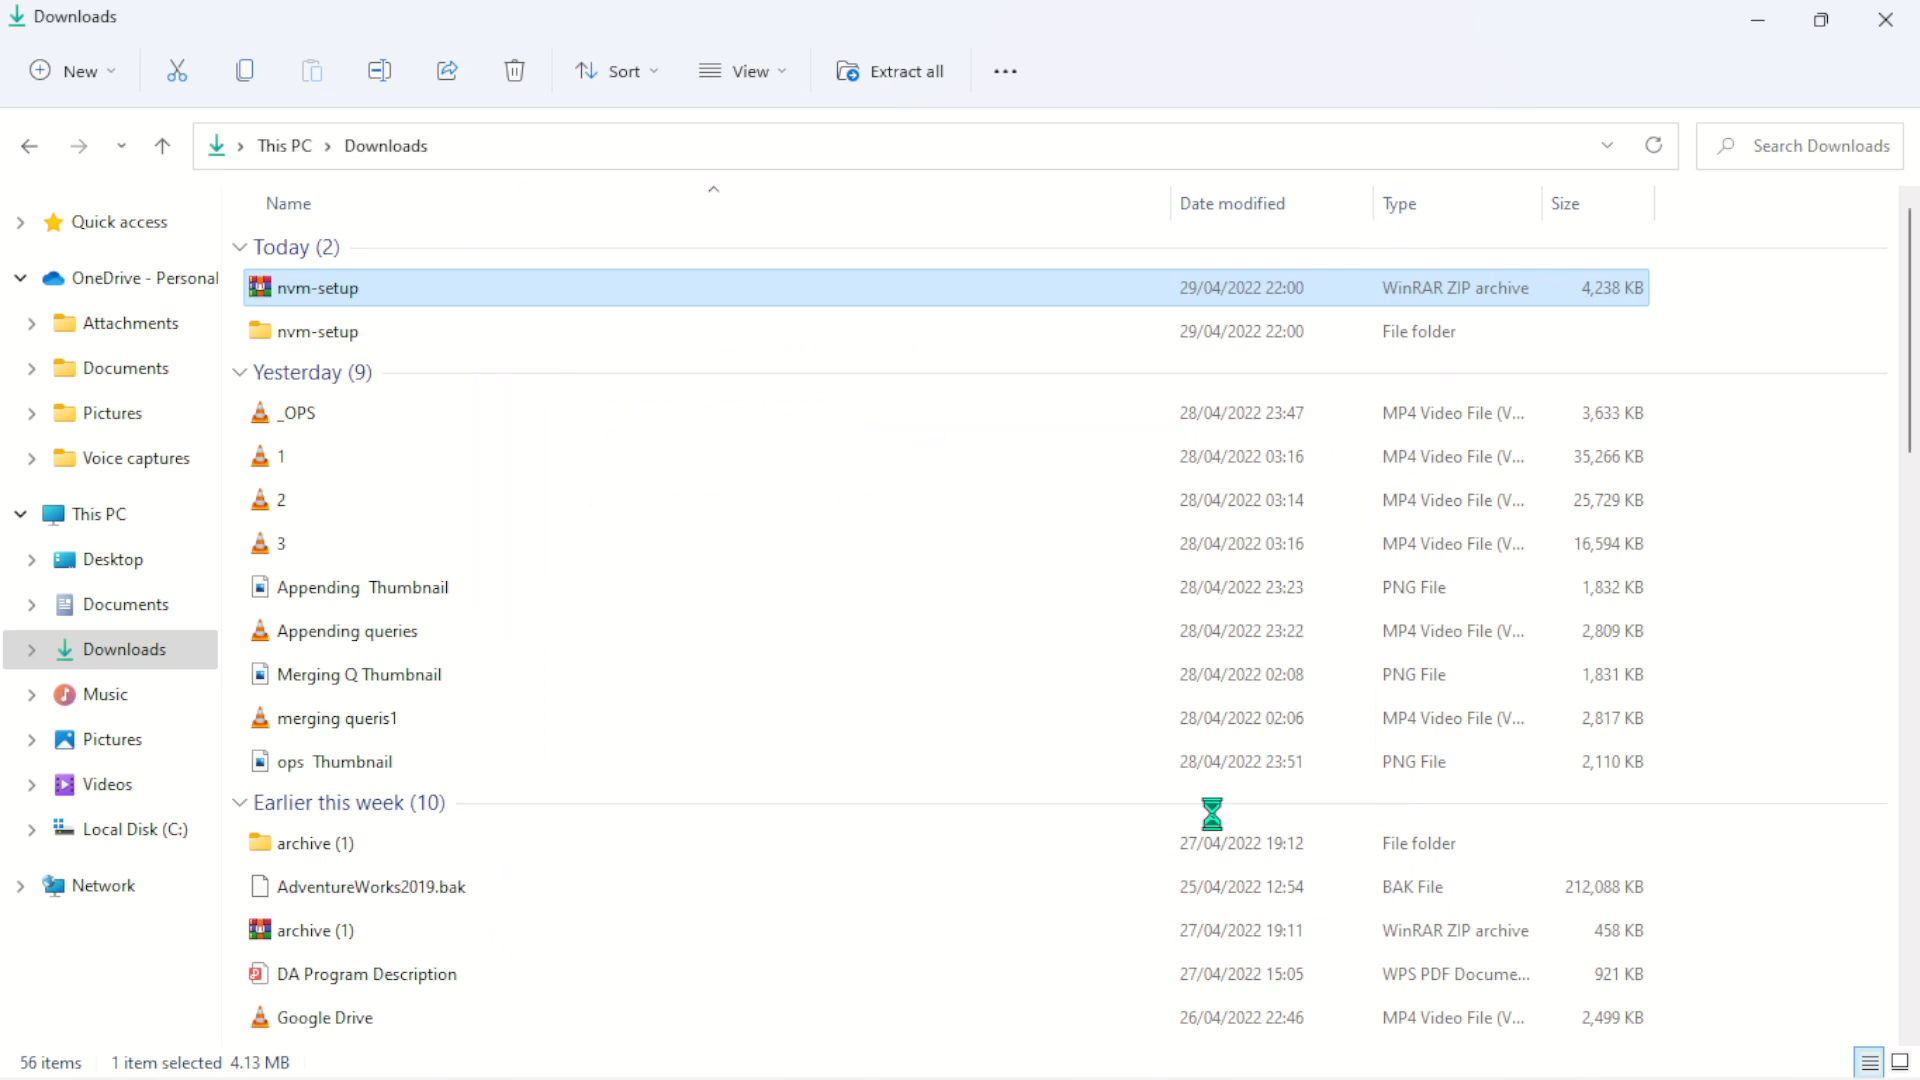 Downloads
New
Sort
View
Extract all
This PC > Downloads
Search Downloads
Name Date modified Type Size
Quick access
OneDrive - Personal
Attachments
Documents
Pictures
Voice captures
This PC
Desktop
Documents
Downloads
Music
Pictures
Videos
Local Disk (C:)
Network
Today (2)
nvm-setup 29/04/2022 22:00 WinRAR ZIP archive 4,238 KB
nvm-setup 29/04/2022 22:00 File folder
Yesterday (9)
_OPS 28/04/2022 23:47 MP4 Video File (V... 3,633 KB
1 28/04/2022 03:16 MP4 Video File (V... 35,266 KB
2 28/04/2022 03:14 MP4 Video File (V... 25,729 KB
3 28/04/2022 03:16 MP4 Video File (V... 16,594 KB
Appending Thumbnail 28/04/2022 23:23 PNG File 1,832 KB
Appending queries 28/04/2022 23:22 MP4 Video File (V... 2,809 KB
Merging Q Thumbnail 28/04/2022 02:08 PNG File 1,831 KB
merging queris1 28/04/2022 02:06 MP4 Video File (V... 2,817 KB
ops Thumbnail 28/04/2022 23:51 PNG File 2,110 KB
Earlier this week (10)
archive (1) 27/04/2022 19:12 File folder
AdventureWorks2019.bak 25/04/2022 12:54 BAK File 212,088 KB
archive (1) 27/04/2022 19:11 WinRAR ZIP archive 458 KB
DA Program Description 27/04/2022 15:05 WPS PDF Docume... 921 KB
Google Drive 26/04/2022 22:46 MP4 Video File (V... 2,499 KB
56 items 1 item selected 4.13 MB